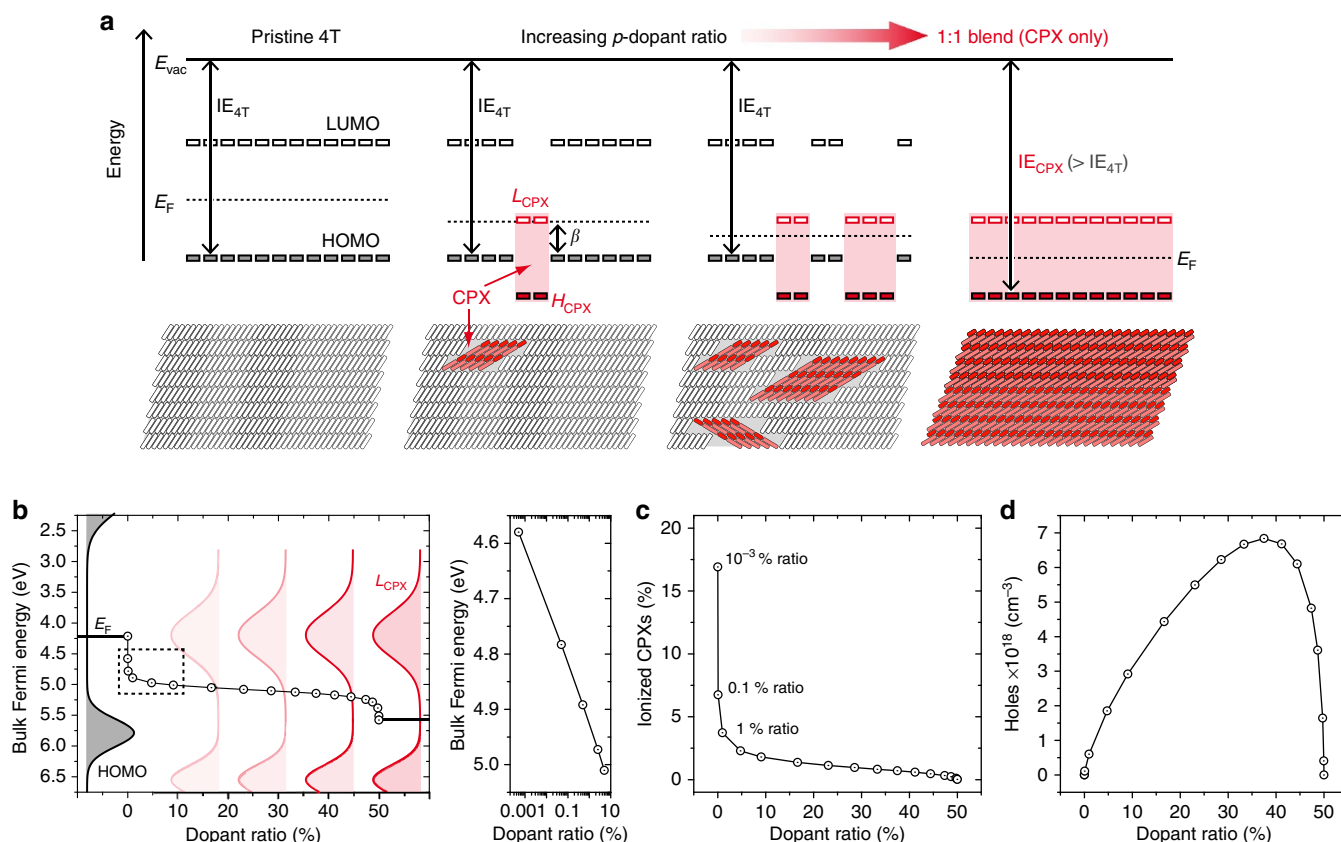 a
Pristine 4T
Increasing p-dopant ratio
1:1 blend (CPX only)
Evac
IE4T
IE4T
IE4T
LUMO
Energy
IECPX (> IE4T)
LCPX
EF
β
HOMO
EF
CPX
HCPX
b
c
d
2.5
3.0
3.5
4.0
4.5
5.0
5.5
6.0
6.5
Bulk Fermi energy (eV)
EF
LCPX
HOMO
0 10 20 30 40 50
Dopant ratio (%)
4.6
4.7
4.8
4.9
5.0
Bulk Fermi energy (eV)
0.001 0.1 10
Dopant ratio (%)
20
15
10
5
0
Ionized CPXs (%)
10⁻³ % ratio
0.1 % ratio
1 % ratio
0 10 20 30 40 50
Dopant ratio (%)
7
6
5
4
3
2
1
0
Holes ×10¹⁸ (cm⁻³)
0 10 20 30 40 50
Dopant ratio (%)